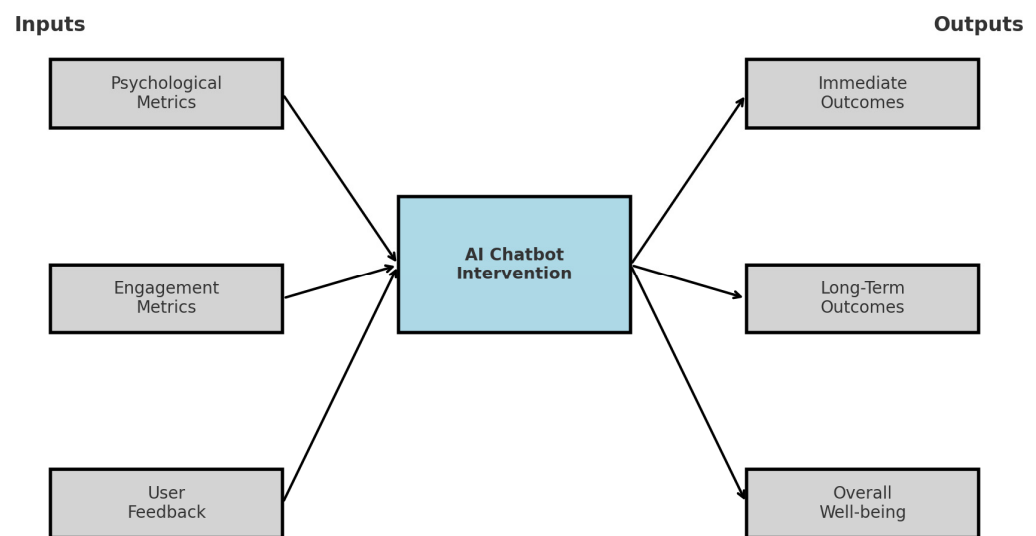 Inputs
Outputs
Psychological
Metrics
Immediate
Outcomes
AI Chatbot
Intervention
Engagement
Metrics
Long-Term
Outcomes
User
Feedback
Overall
Well-being